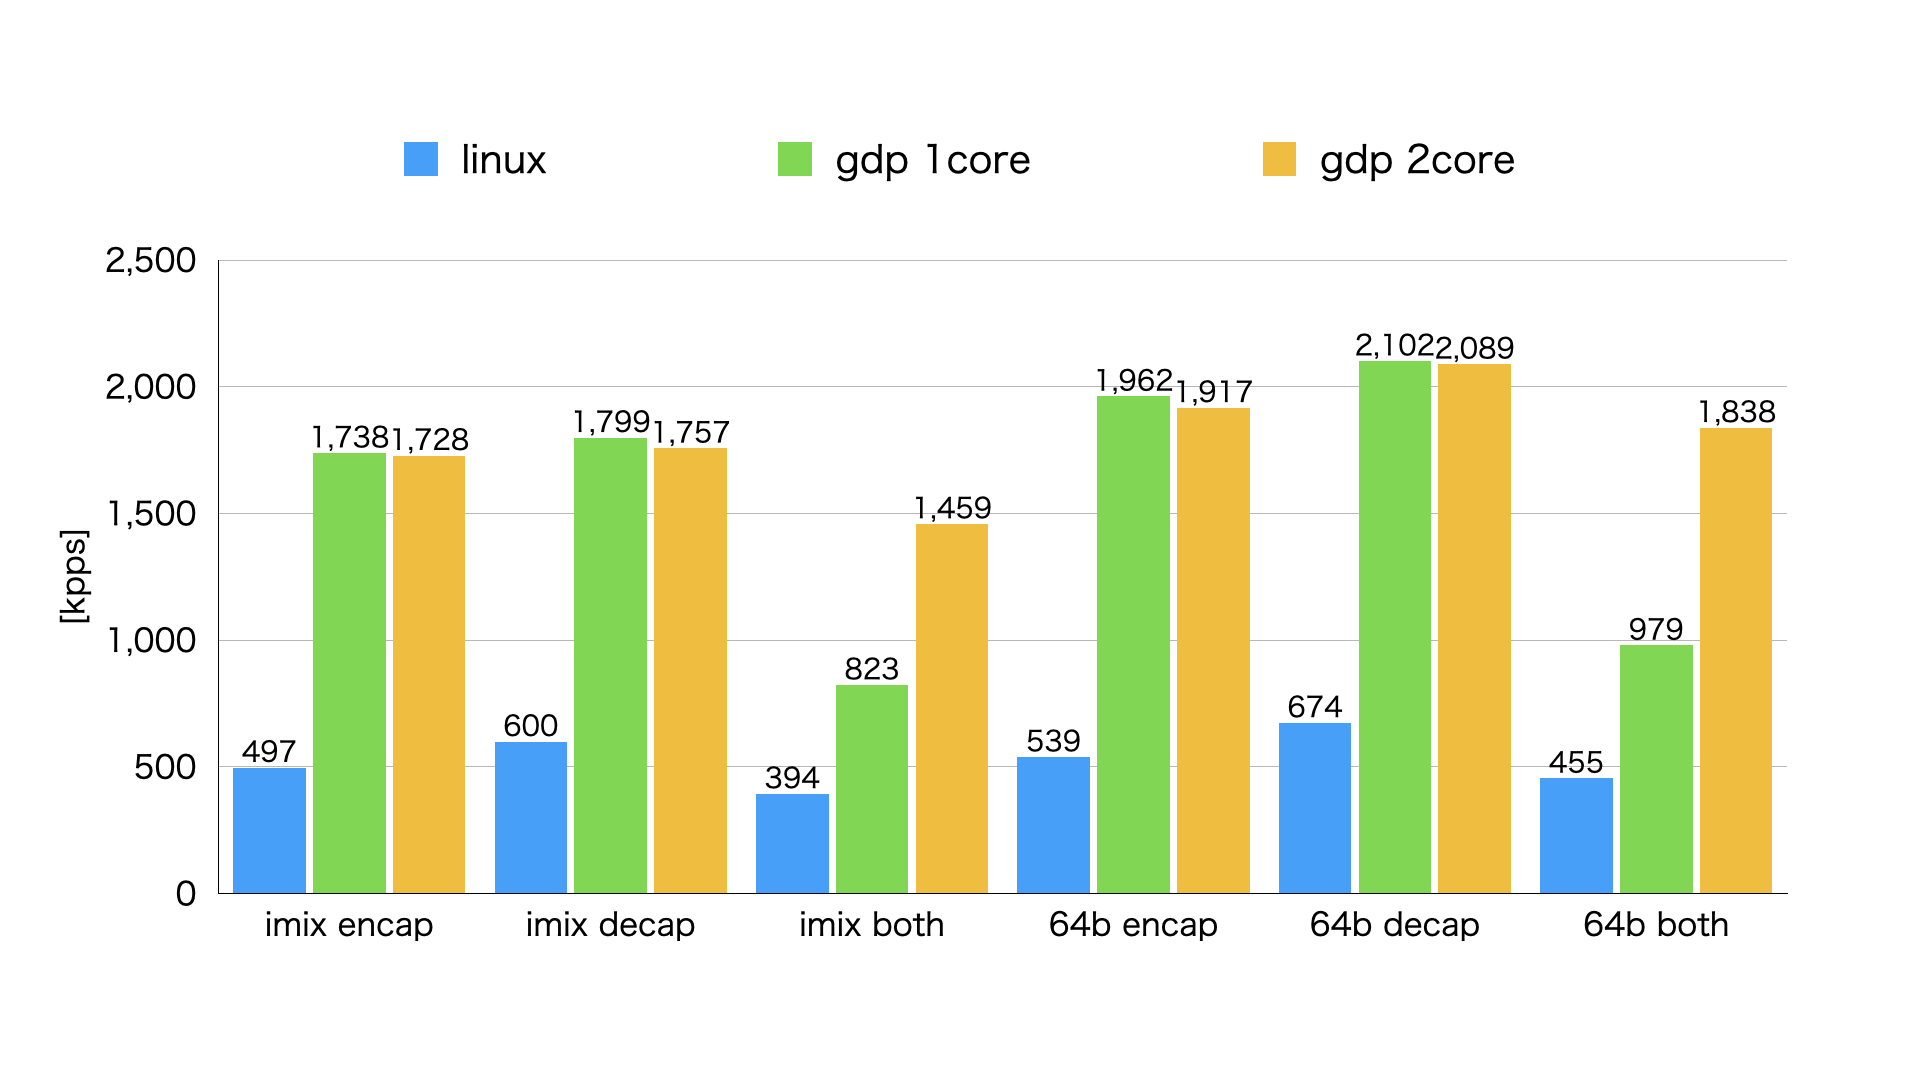 linux gdp 1core gdp 2core
2,500
2,000
1,500
1,000
500
0
[kpps]
497 1,738 1,728
600 1,799 1,757
394 823 1,459
539 1,962 1,917
674 2,102 2,089
455 979 1,838
imix encap imix decap imix both 64b encap 64b decap 64b both